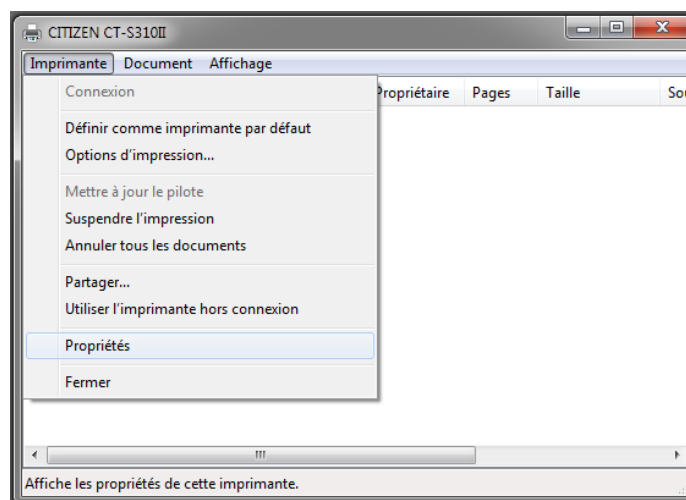 CITIZEN CT-S310II
Imprimante Document Affichage
Connexion
Propriétaire Pages Taille
Définir comme imprimante par défaut
Options d'impression...
Mettre à jour le pilote
Suspendre l'impression
Annuler tous les documents
Partager...
Utiliser l'imprimante hors connexion
Propriétés
Fermer
Affiche les propriétés de cette imprimante.